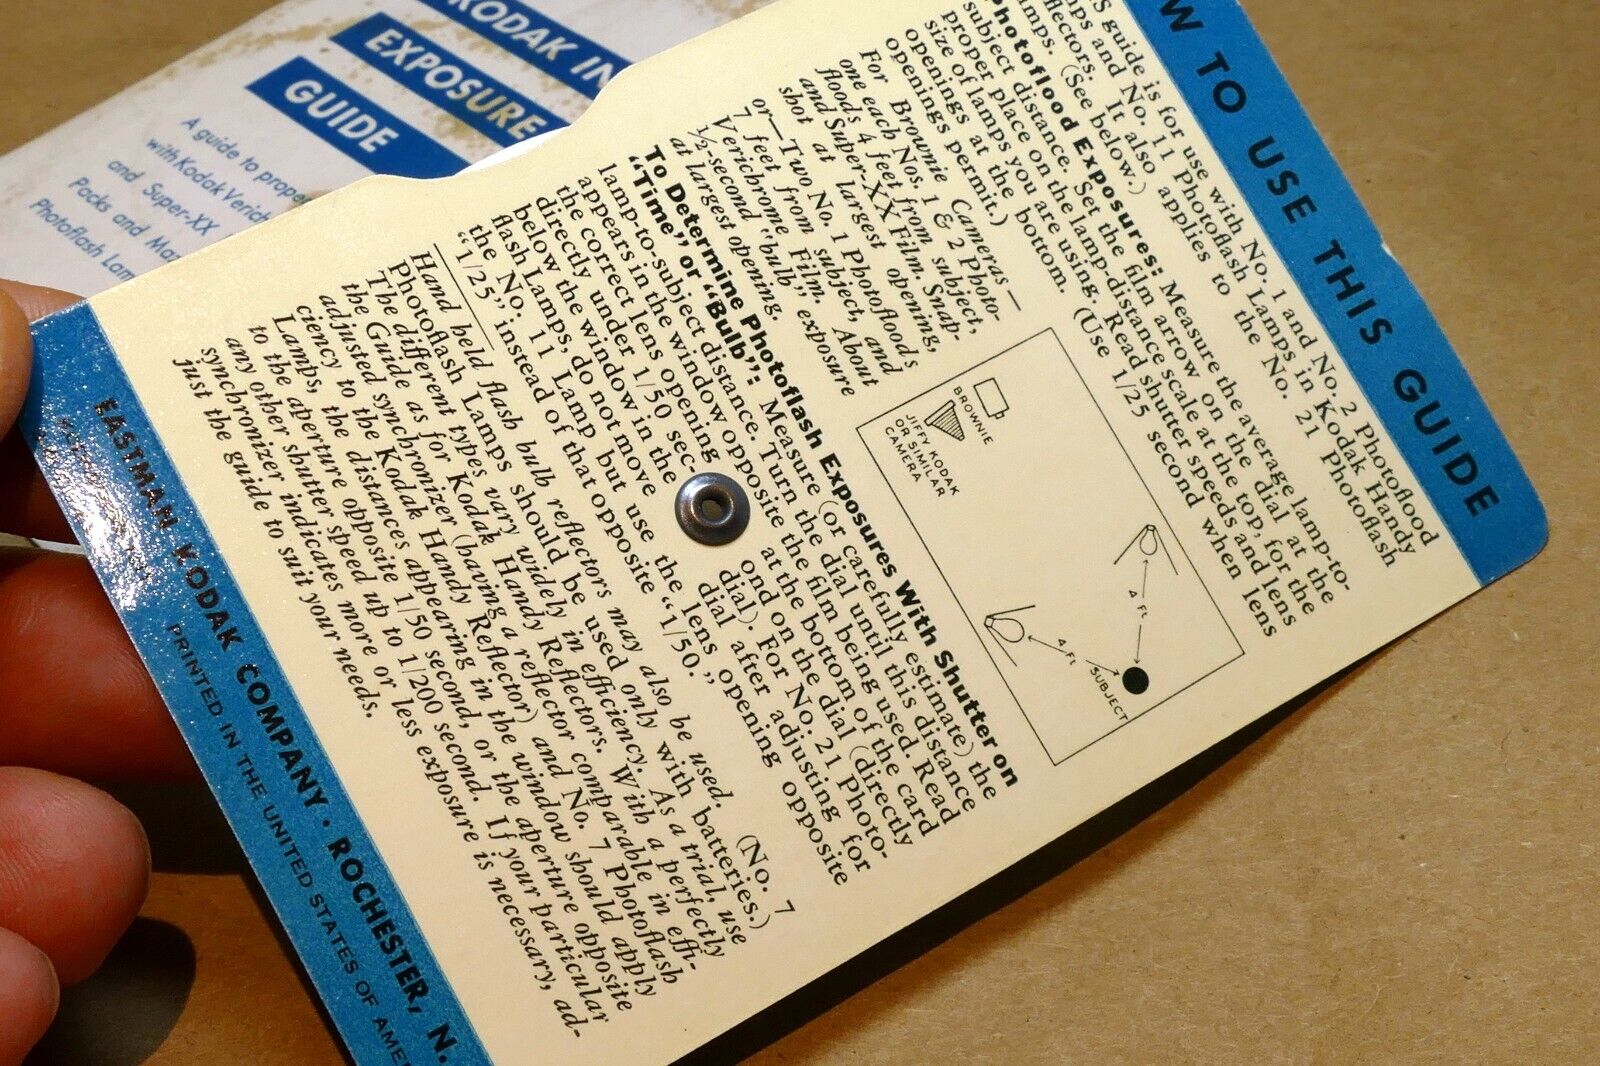 KODAK IN
EXPOSURE
GUIDE
A guide to prope
with Kodak Verich
and Super-XX
Packs and Maz
Photoflash Lam
W TO USE THIS GUIDE
S guide is for use with No. 1 and No. 2 Photoflood
mps and No. 11 Photoflash Lamps in Kodak Handy
flectors. It also applies to the No. 21 Photoflash
mps. (See below.)
Photoflood Exposures: Measure the average lamp-to-
subject distance. Set the film arrow on the dial at the
proper place on the lamp-distance scale at the top, for the
size of lamps you are using. Read shutter speeds and lens
openings at the bottom. (Use 1/25 second when lens
openings permit.)
For Brownie Cameras—
one each Nos. 1 & 2 Photo-
floods 4 feet from subject,
and Super-XX Film. Snap-
shot at largest opening,
or—Two No. 1 Photofloods
7 feet from subject, and
Verichrome Film. About
½-second "bulb" exposure
at largest opening.
BROWNIE
JIFFY KODAK
OR SIMILAR
CAMERA
4 Ft
4 Ft
SUBJECT
To Determine Photoflash Exposures With Shutter on
"Time" or "Bulb": Measure (or carefully estimate) the
lamp-to-subject distance. Turn the dial until this distance
appears in the window opposite the film being used. Read
the correct lens opening at the bottom of the card
directly under 1/50 sec- ond on the dial (directly
below the window in the dial). For No. 21 Photo-
flash Lamps, do not move dial after adjusting for
the No. 11 Lamp but use the lens opening opposite
"1/25", instead of that opposite "1/50."
Hand held flash bulb reflectors may also be used. (No. 7
Photoflash Lamps should be used only with batteries.)
The different types vary widely in efficiency. As a trial, use
the Guide as for Kodak Handy Reflectors. With a perfectly
adjusted synchronizer (having a reflector comparable in effi-
ciency to the Kodak Handy Reflector) and No. 7 Photoflash
Lamps, the distances appearing in the window should apply
to the aperture opposite 1/50 second, or the aperture opposite
any other shutter speed up to 1/200 second. If your particular
synchronizer indicates more or less exposure is necessary, ad-
just the guide to suit your needs.
EASTMAN KODAK COMPANY · ROCHESTER, N.
PRINTED IN THE UNITED STATES OF AME